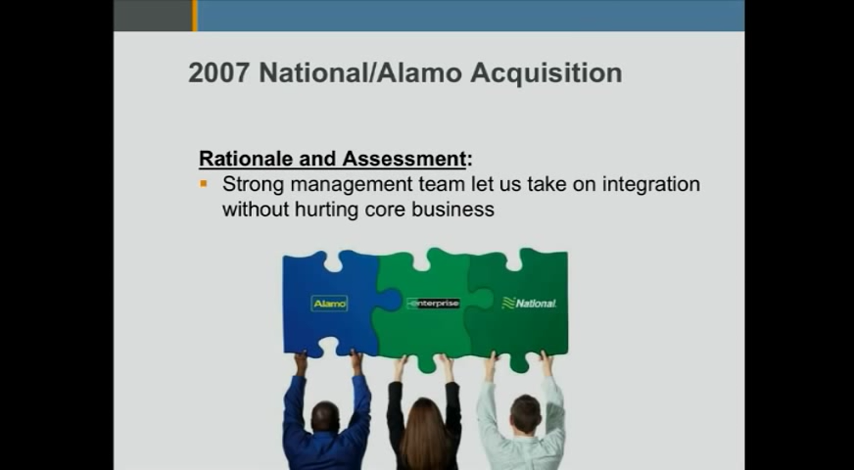 2007 National/Alamo Acquisition
Rationale and Assessment:
Strong management team let us take on integration
without hurting core business
Alamo
enterprise
National